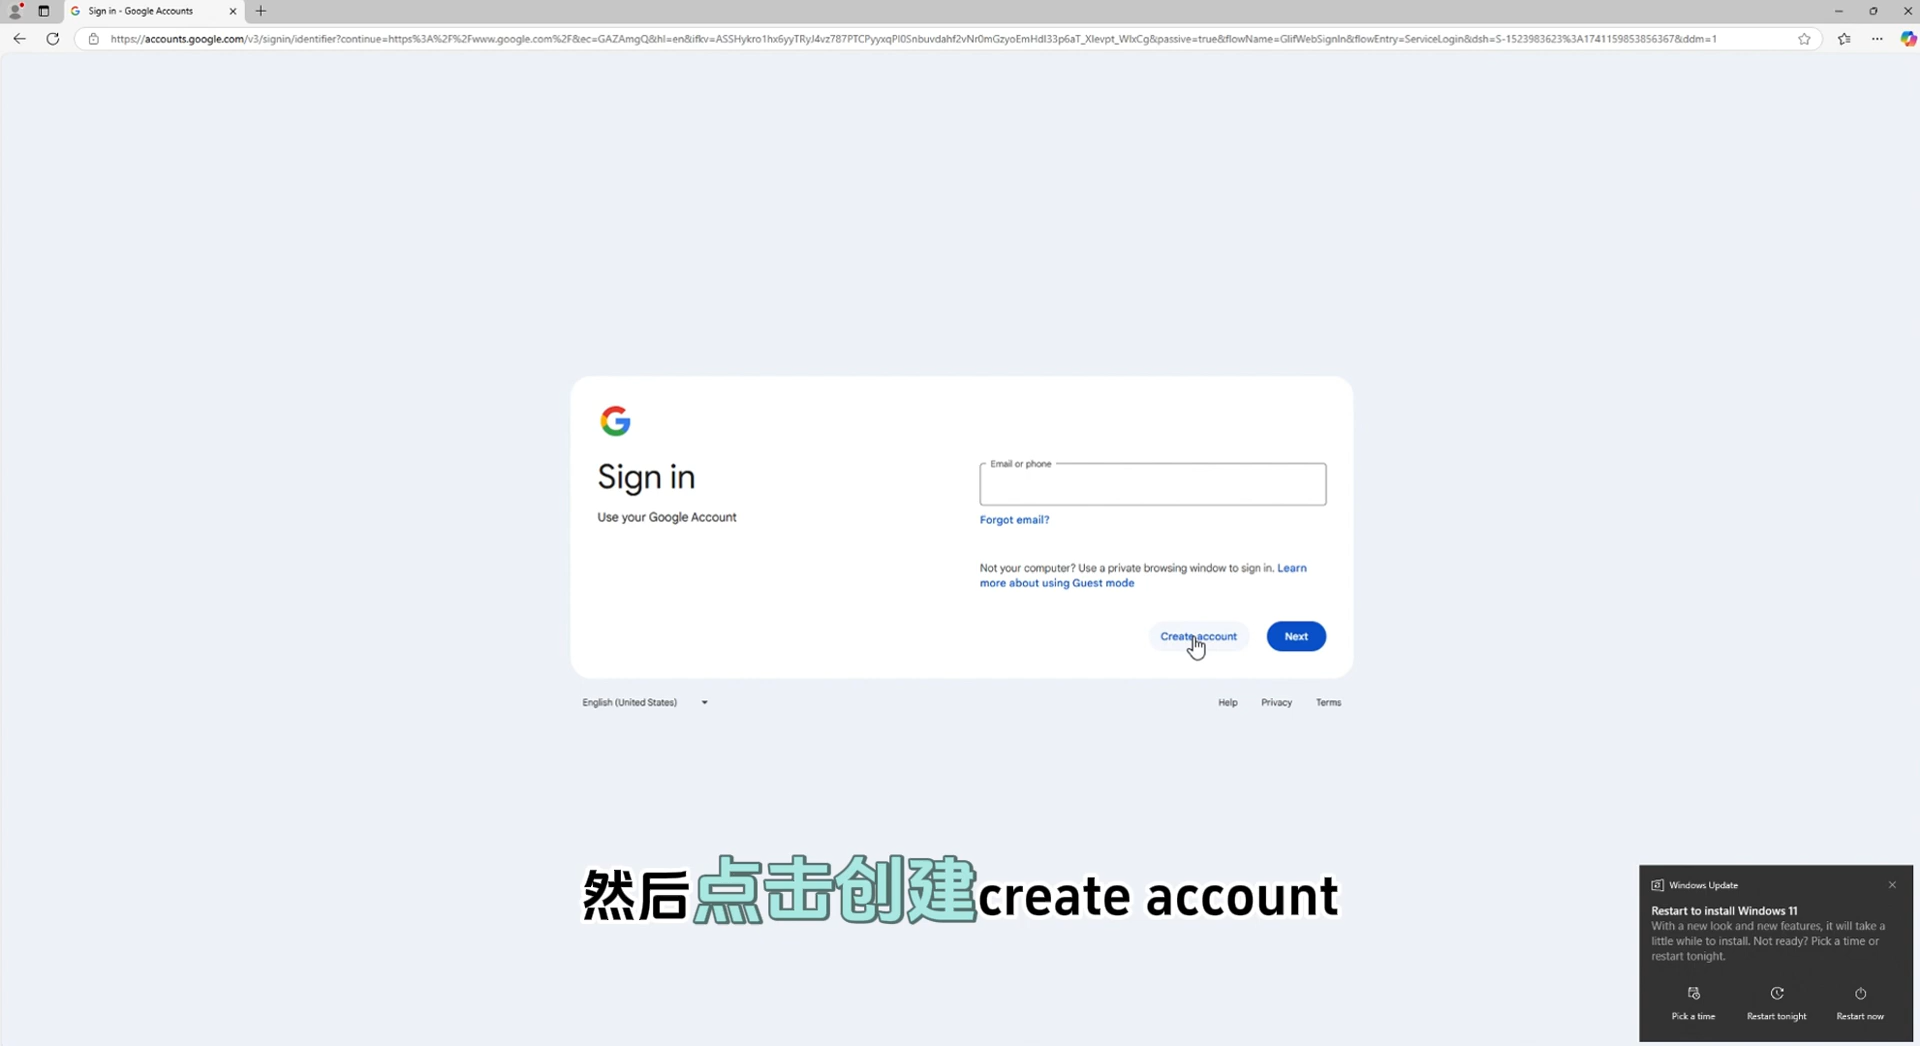 Sign in - Google Accounts
Sign in
Use your Google Account
Email or phone
Forgot email?
Not your computer? Use a private browsing window to sign in. Learn
more about using Guest mode
Create account
Next
English (United States)
Help
Privacy
Terms
然后点击创建create account
Windows Update
Restart to install Windows 11
With a new look and new features, it will take a
little while to install. Not ready? Pick a time or
restart tonight.
Pick a time
Restart tonight
Restart now